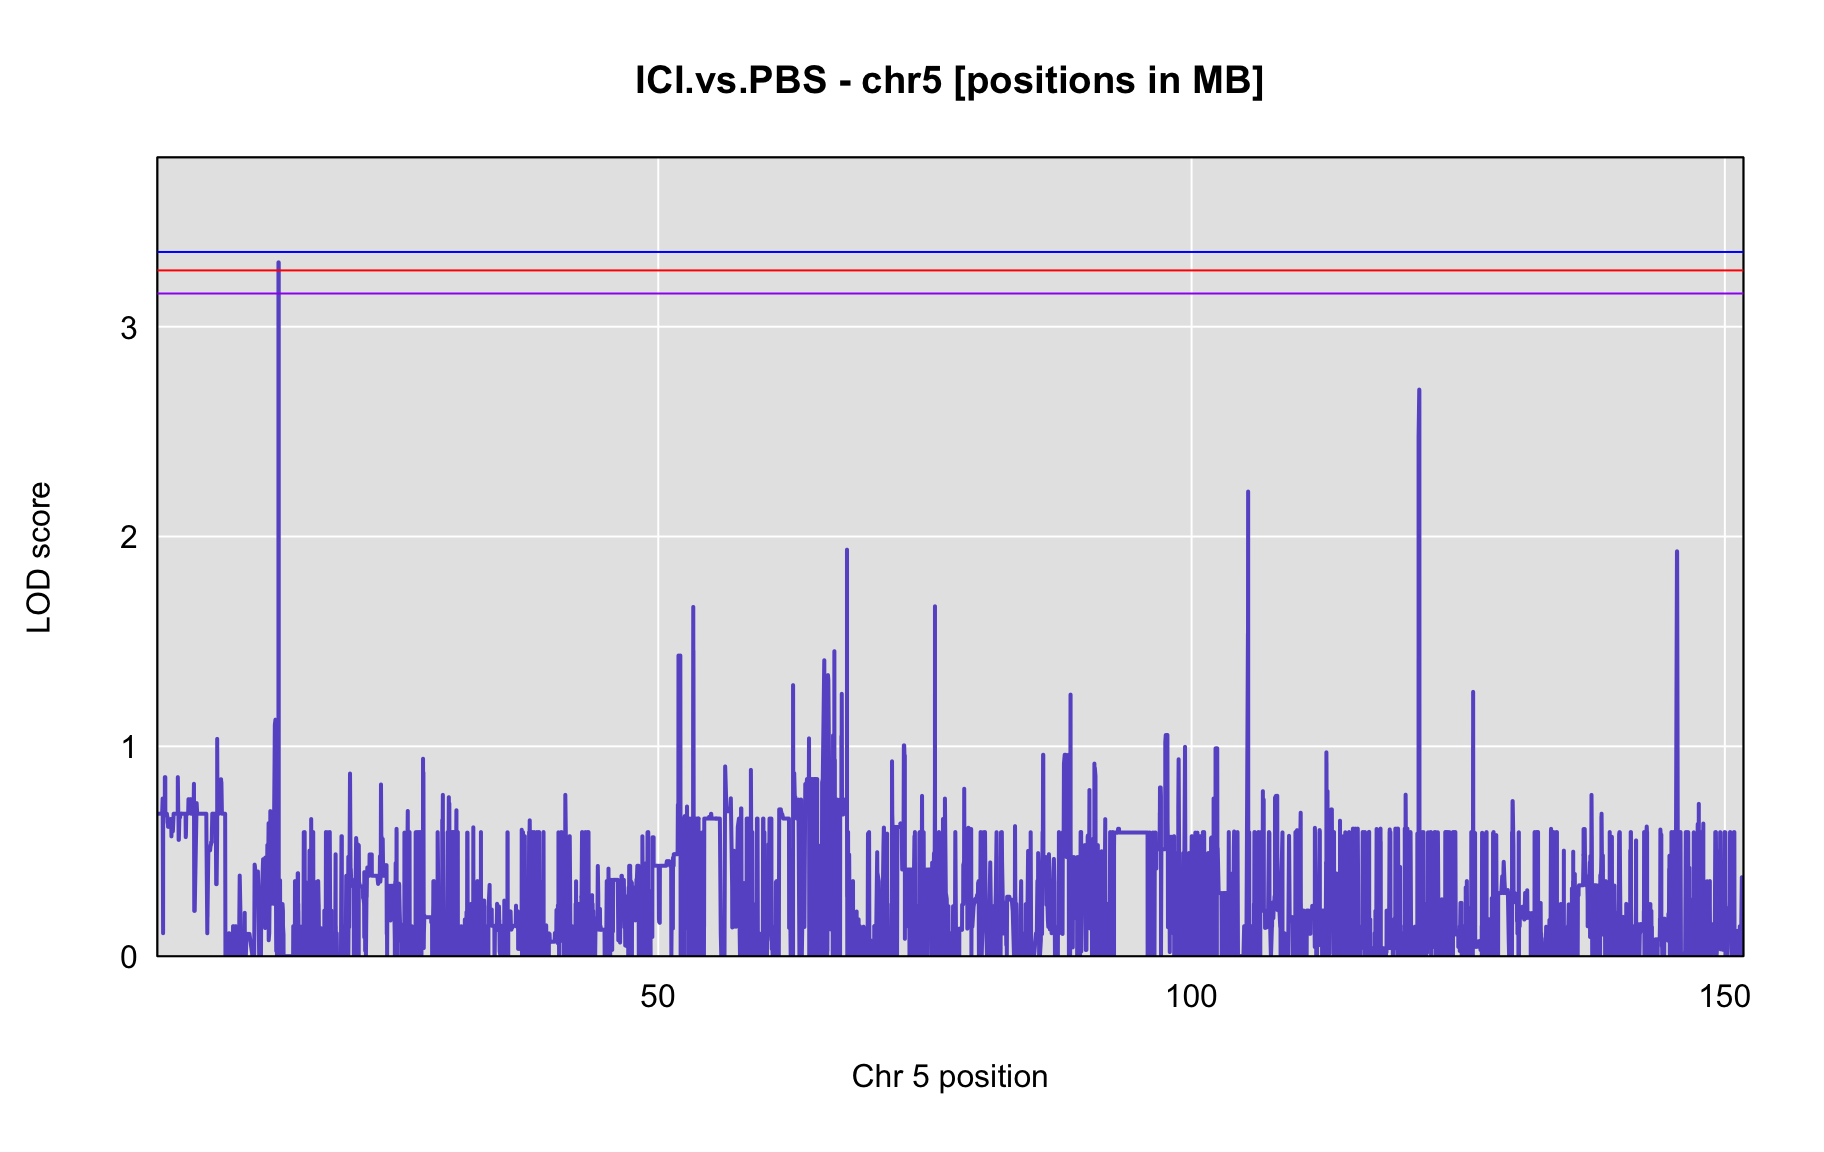 ICI.vs.PBS - chr5 [positions in MB]
LOD score
3
2
1
0
50 100 150
Chr 5 position